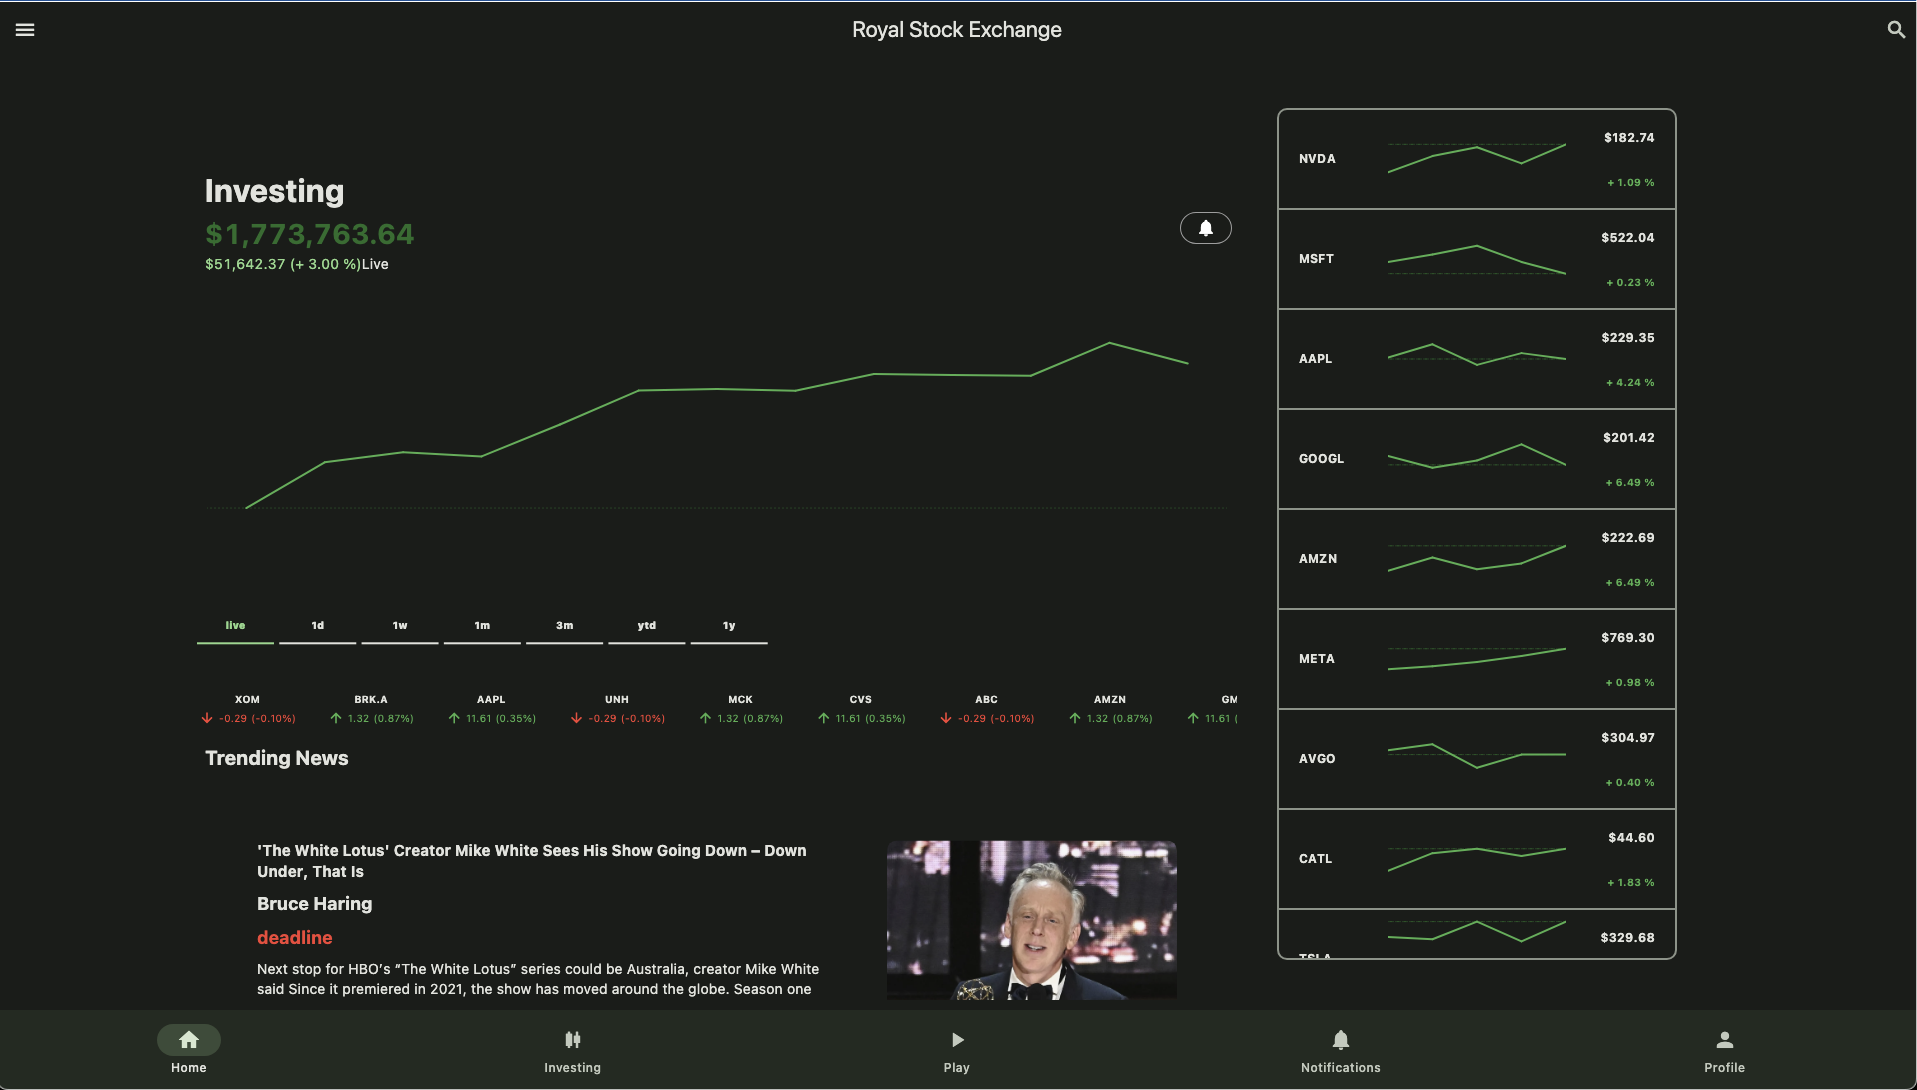 Royal Stock Exchange
Investing
$1,773,763.64
$51,642.37 (+ 3.00 %)Live
live 1d 1w 1m 3m ytd 1y
XOM BRK.A AAPL UNH MCK CVS ABC AMZN GM
-0.29 (-0.10%) 1.32 (0.87%) 11.61 (0.35%) -0.29 (-0.10%) 1.32 (0.87%) 11.61 (0.35%) -0.29 (-0.10%) 1.32 (0.87%) 11.61 (
Trending News
'The White Lotus' Creator Mike White Sees His Show Going Down – Down
Under, That Is
Bruce Haring
deadline
Next stop for HBO’s “The White Lotus” series could be Australia, creator Mike White
said Since it premiered in 2021, the show has moved around the globe. Season one
$182.74
NVDA
+ 1.09 %
$522.04
MSFT
+ 0.23 %
$229.35
AAPL
+ 4.24 %
$201.42
GOOGL
+ 6.49 %
$222.69
AMZN
+ 6.49 %
$769.30
META
+ 0.98 %
$304.97
AVGO
+ 0.40 %
$44.60
CATL
+ 1.83 %
$329.68
TSLA
Home Investing Play Notifications Profile